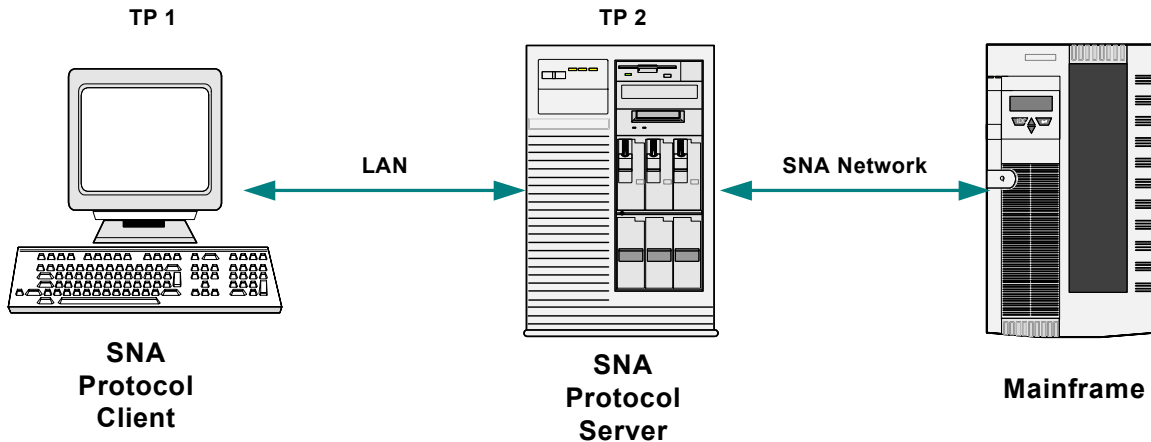 TP 1
TP 2
LAN
SNA Network
SNA
Protocol
Client
SNA
Protocol
Server
Mainframe